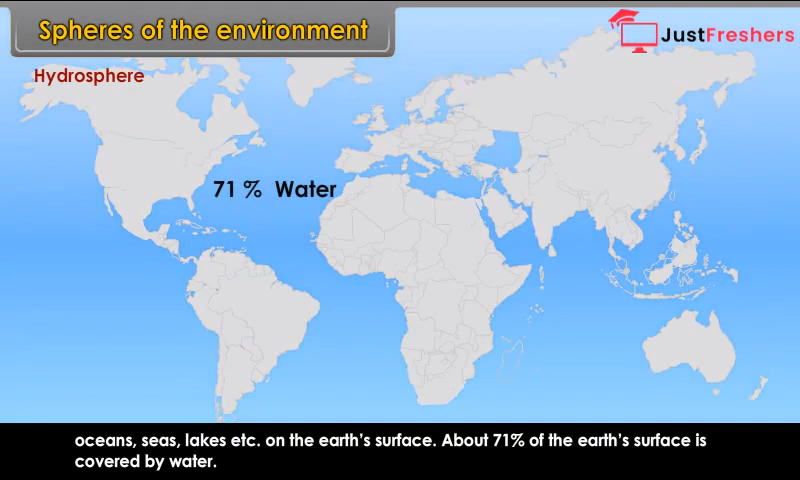 Spheres of the environment
JustFreshers
Hydrosphere
71 % Water
oceans, seas, lakes etc. on the earth's surface. About 71% of the earth's surface is
covered by water.